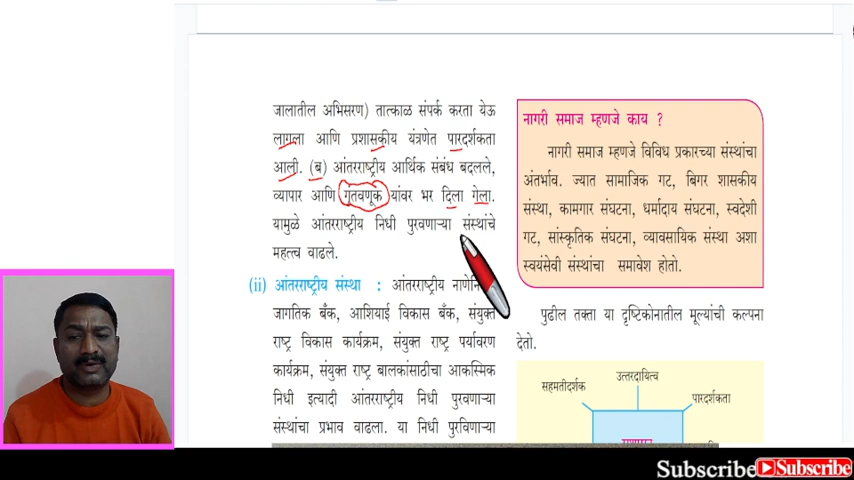 जालातील अभिसरण) तात्काळ संपर्क करता येऊ
लागला आणि प्रशासकीय यंत्रणेत पारदर्शकता
आली. (ब) आंतरराष्ट्रीय आर्थिक संबंध बदलले,
व्यापार आणि गुंतवणूक यांवर भर दिला गेला.
यामुळे आंतरराष्ट्रीय निधी पुरवणाऱ्या संस्थांचे
महत्त्व वाढले.
(ii) आंतरराष्ट्रीय संस्था : आंतरराष्ट्रीय
जागतिक बँक, आशियाई विकास बँक, संयुक्त
राष्ट्र विकास कार्यक्रम, संयुक्त राष्ट्र पर्यावरण
कार्यक्रम, संयुक्त राष्ट्र बालकांसाठीचा आकस्मिक
निधी इत्यादी आंतरराष्ट्रीय निधी पुरवणाऱ्या
संस्थांचा प्रभाव वाढला. या निधी पुरविणाऱ्या
नागरी समाज म्हणजे काय ?
नागरी समाज म्हणजे विविध प्रकारच्या संस्थांचा
अंतर्भाव. ज्यात सामाजिक गट, बिगर शासकीय
संस्था, कामगार संघटना, धर्मादाय संघटना, स्वदेशी
गट, सांस्कृतिक संघटना, व्यावसायिक संस्था अशा
स्वयंसेवी संस्थांचा समावेश होतो.
पुढील तक्ता या दृष्टिकोनातील मूल्यांची कल्पना
देतो.
उत्तरदायित्व
सहमतीदर्शक
पारदर्शकता
Subscribe Subscribe